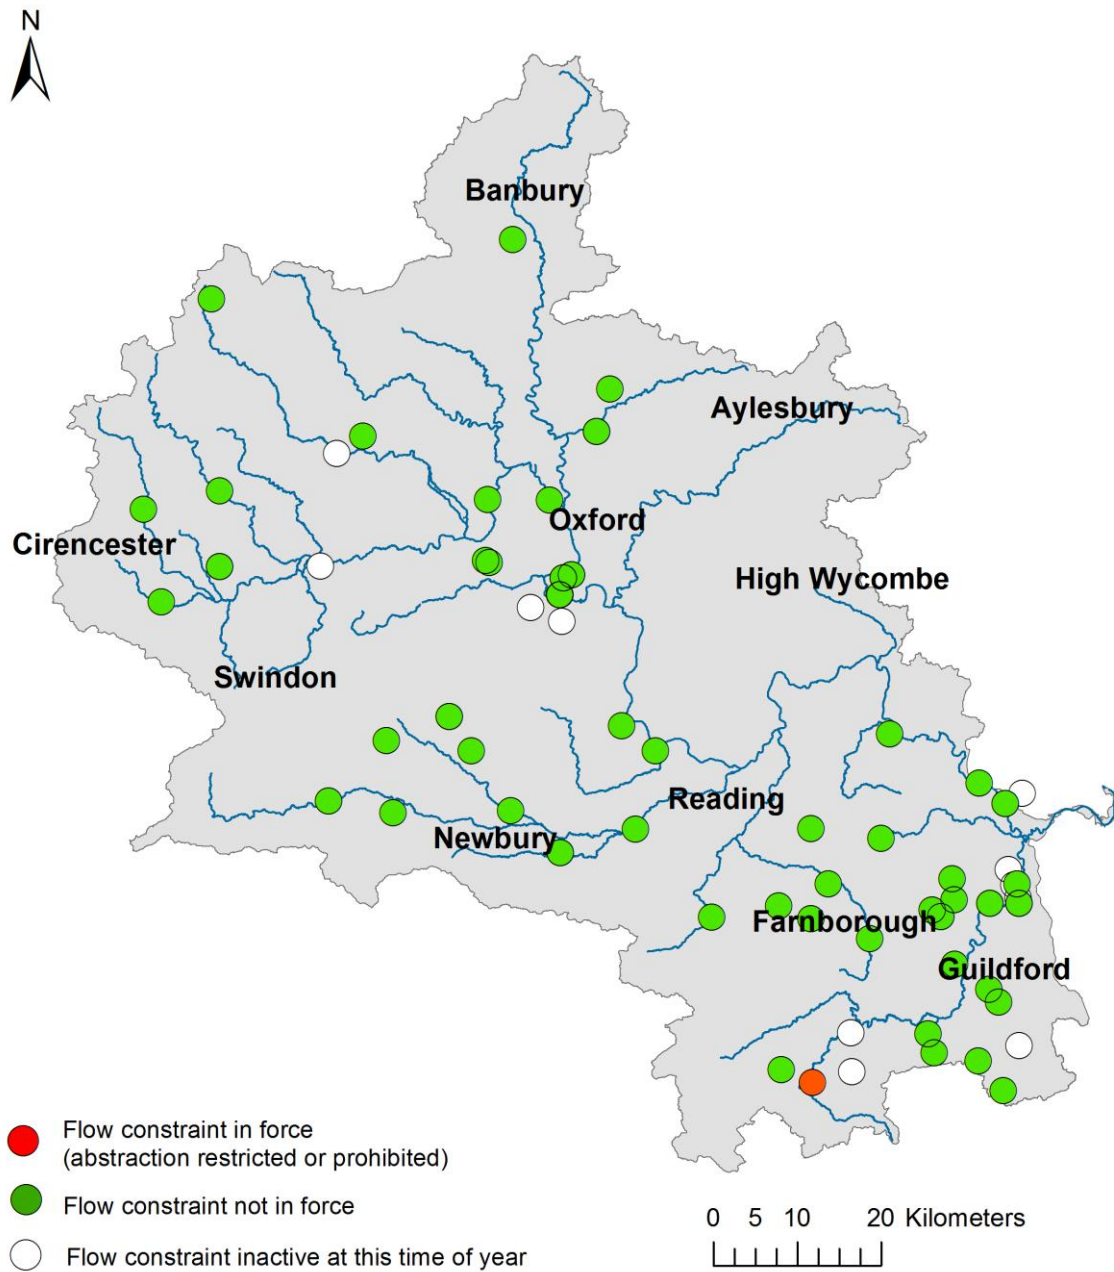 N
Banbury
Aylesbury
Oxford
Cirencester
High Wycombe
Swindon
Reading
Newbury
Farnborough
Guildford
Flow constraint in force
(abstraction restricted or prohibited)
Flow constraint not in force
Flow constraint inactive at this time of year
0 5 10 20 Kilometers